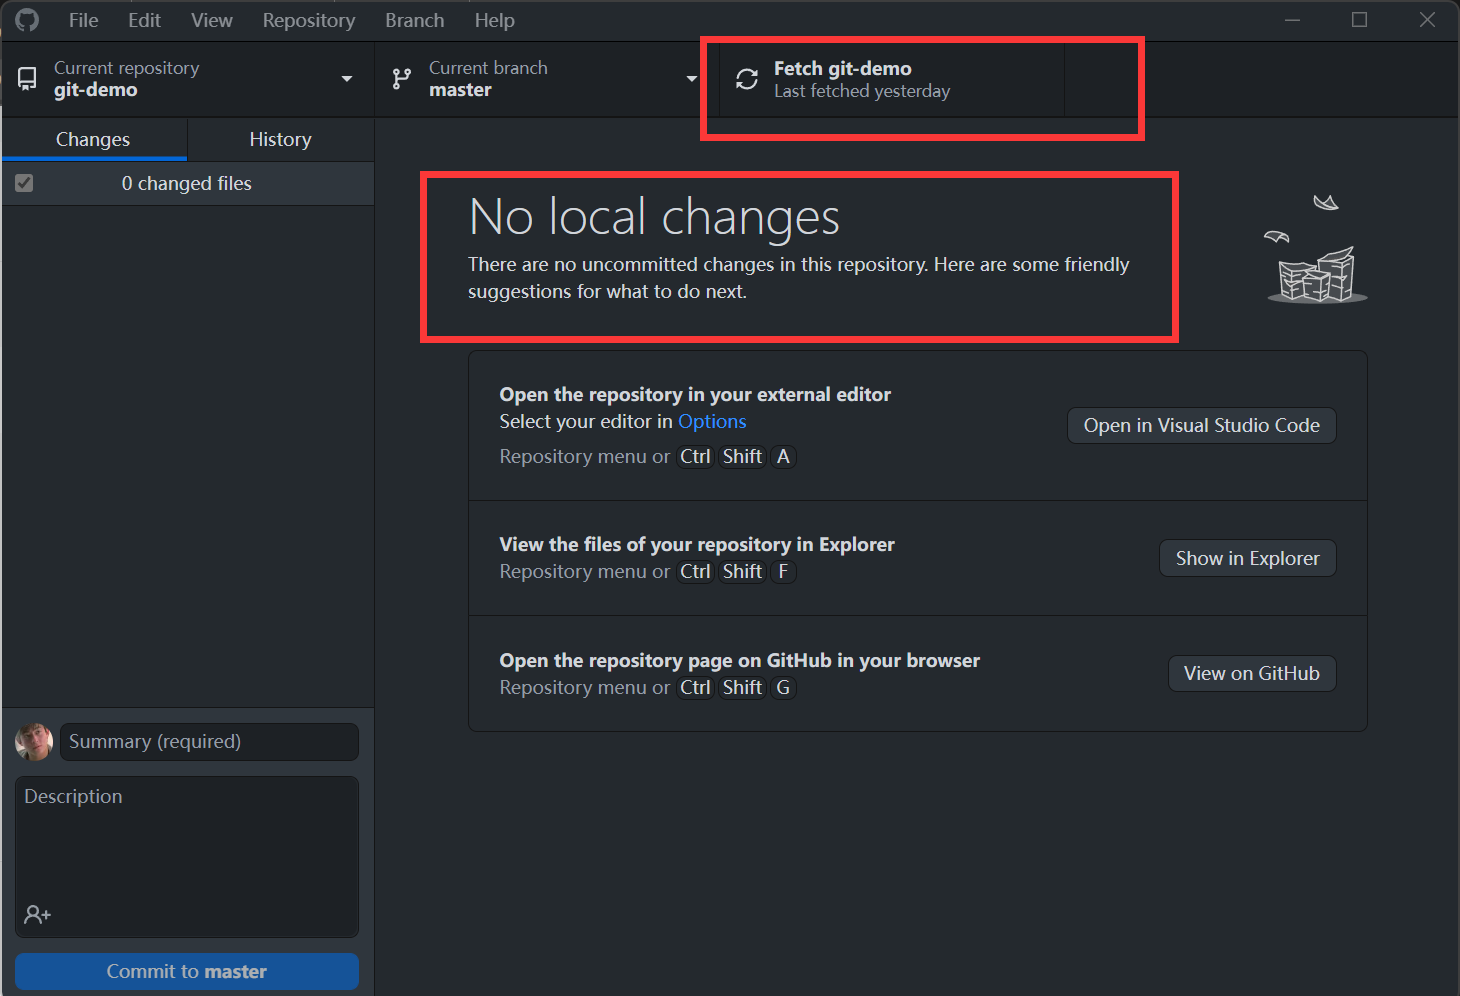 File Edit View Repository Branch Help
Current repository
git-demo
Current branch
master
Fetch git-demo
Last fetched yesterday
Changes History
0 changed files
No local changes
There are no uncommitted changes in this repository. Here are some friendly
suggestions for what to do next.
Open the repository in your external editor
Select your editor in Options
Repository menu or Ctrl Shift A
Open in Visual Studio Code
View the files of your repository in Explorer
Repository menu or Ctrl Shift F
Show in Explorer
Open the repository page on GitHub in your browser
Repository menu or Ctrl Shift G
View on GitHub
Summary (required)
Description
Commit to master